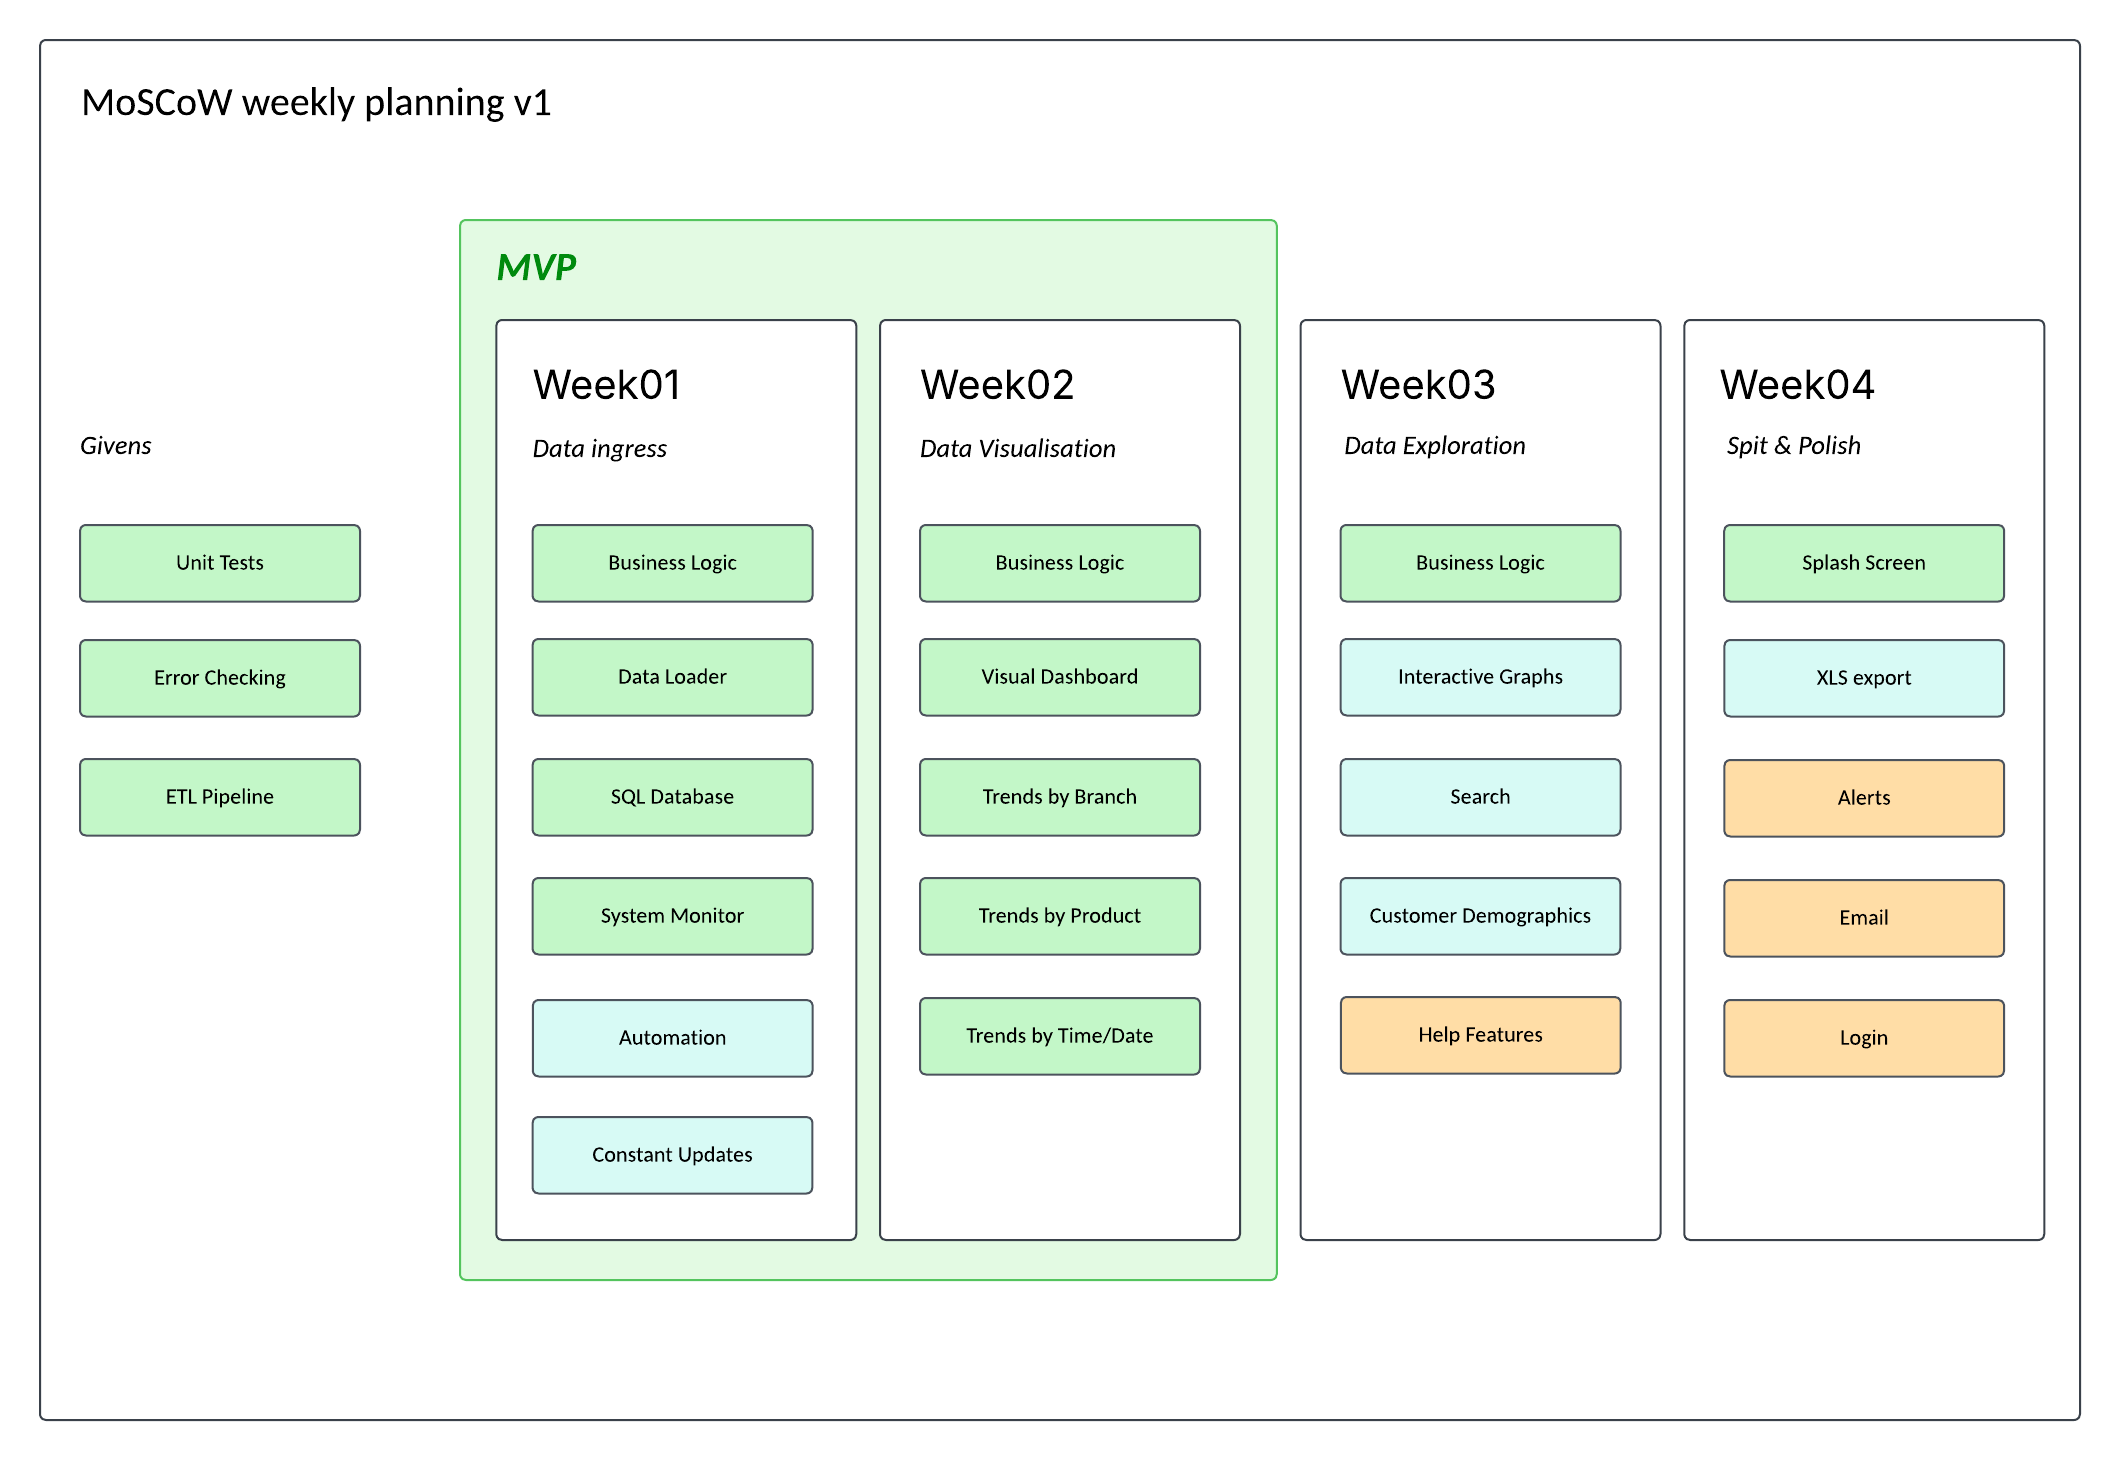 MoSCoW weekly planning v1
Givens
Unit Tests
Error Checking
ETL Pipeline
MVP
Week01
Data ingress
Business Logic
Data Loader
SQL Database
System Monitor
Automation
Constant Updates
Week02
Data Visualisation
Business Logic
Visual Dashboard
Trends by Branch
Trends by Product
Trends by Time/Date
Week03
Data Exploration
Business Logic
Interactive Graphs
Search
Customer Demographics
Help Features
Week04
Spit & Polish
Splash Screen
XLS export
Alerts
Email
Login